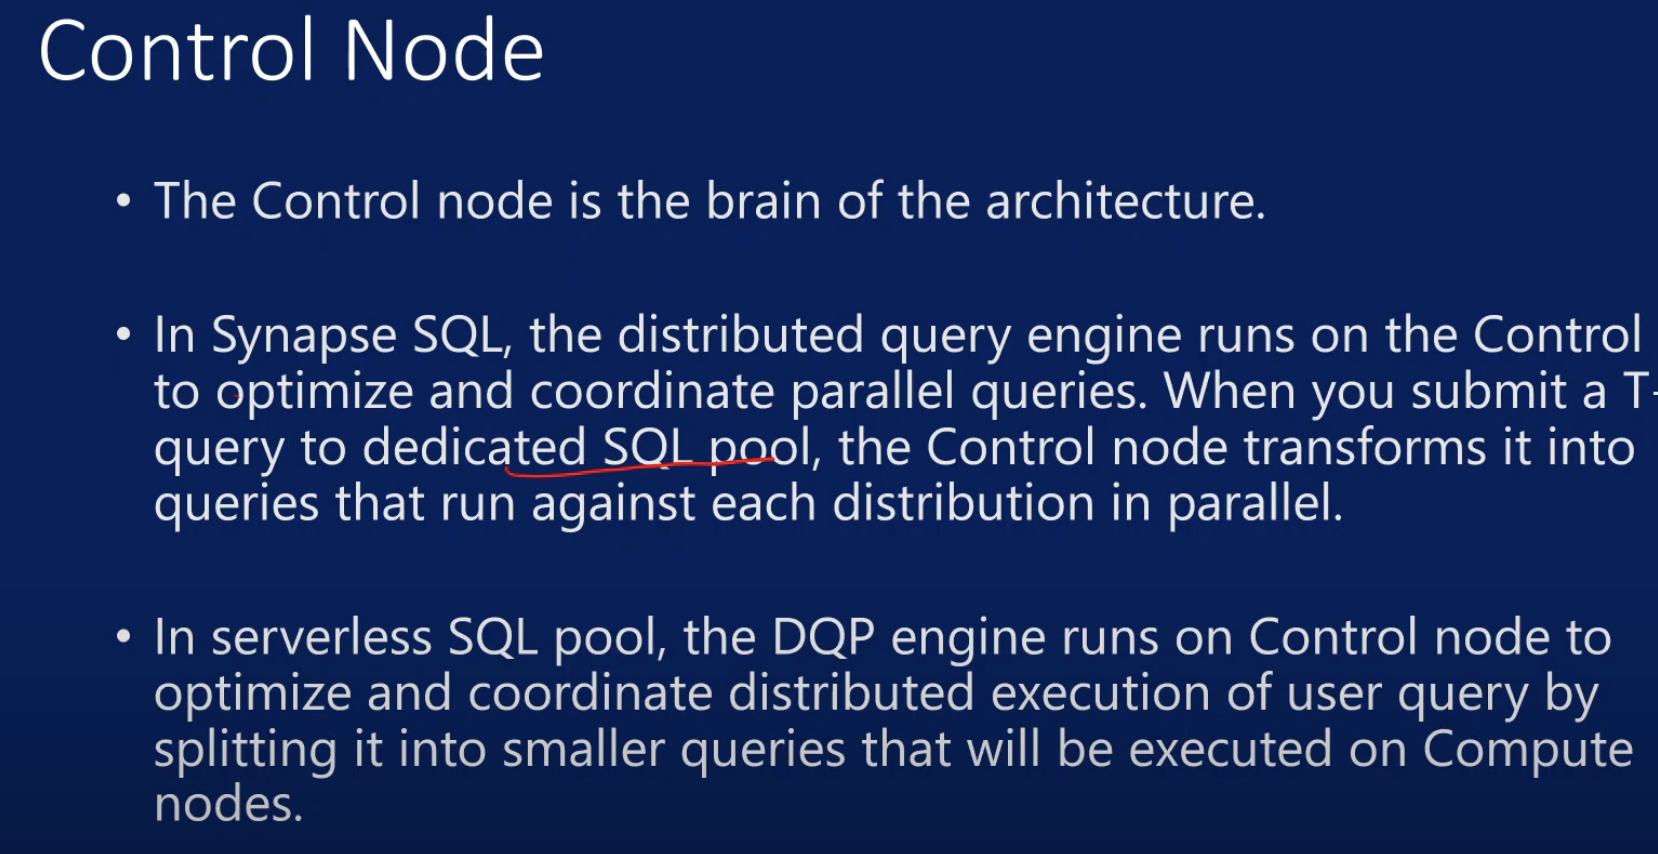 Control Node
• The Control node is the brain of the architecture.
• In Synapse SQL, the distributed query engine runs on the Control
to optimize and coordinate parallel queries. When you submit a T-
query to dedicated SQL pool, the Control node transforms it into
queries that run against each distribution in parallel.
• In serverless SQL pool, the DQP engine runs on Control node to
optimize and coordinate distributed execution of user query by
splitting it into smaller queries that will be executed on Compute
nodes.